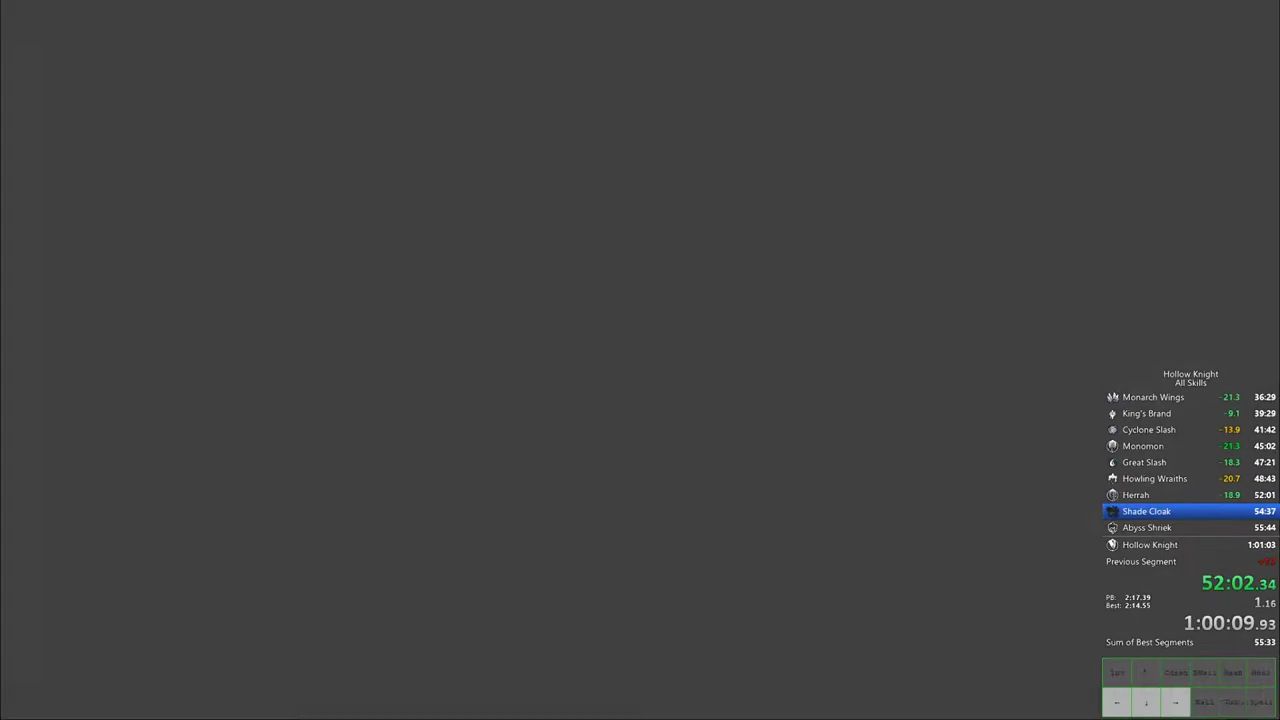 Hollow Knight
All Skills
Monarch Wings -21.3 36:29
King's Brand -9.1 39:29
Cyclone Slash -13.9 41:42
Monomon -21.3 45:02
Great Slash -18.3 47:21
Howling Wraiths -20.7 48:43
Herrah -18.9 52:01
Shade Cloak 54:37
Abyss Shriek 55:44
Hollow Knight 1:01:03
Previous Segment
52:02.34
PB: 2:17.39
Best: 2:14.55
1.16
1:00:09.93
Sum of Best Segments 55:33
← ↓ → Nail